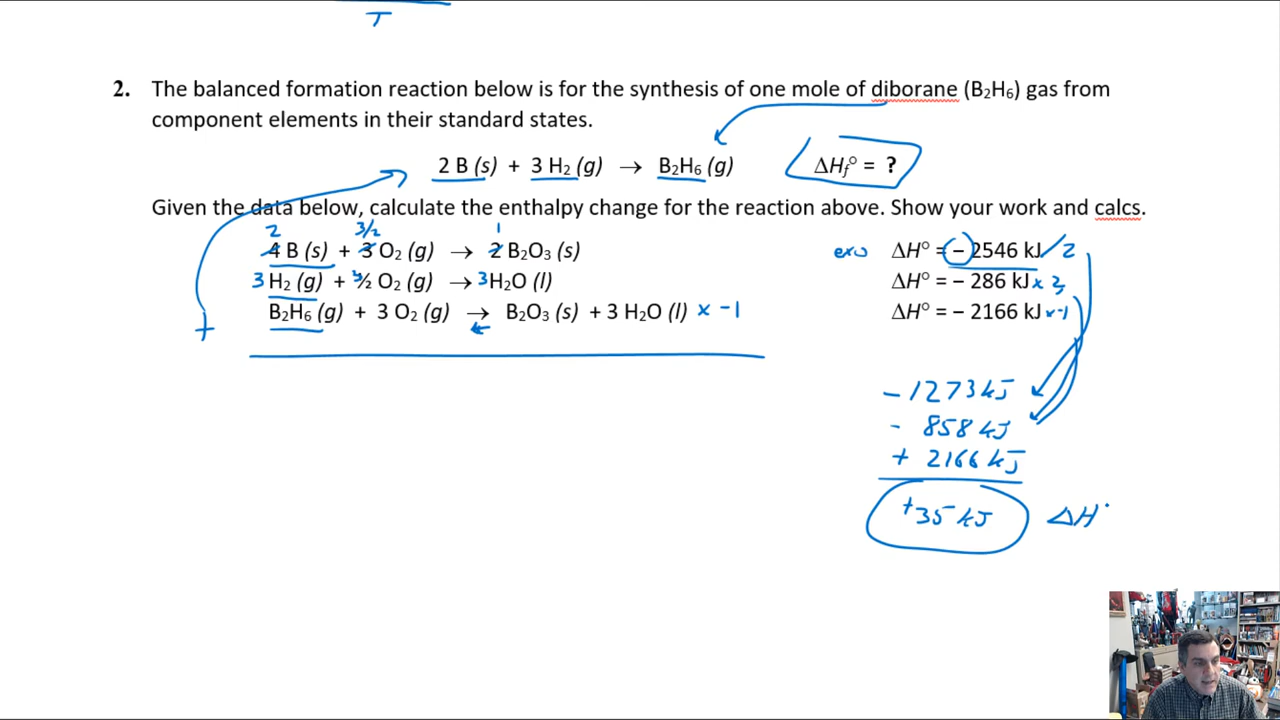 T
2. The balanced formation reaction below is for the synthesis of one mole of diborane (B₂H₆) gas from
component elements in their standard states.
2 B (s) + 3 H₂ (g) → B₂H₆ (g) ΔHf° = ?
Given the data below, calculate the enthalpy change for the reaction above. Show your work and calcs.
2 3/2 1
4 B (s) + 3 O₂ (g) → 2 B₂O₃ (s) exo ΔH° = – 2546 kJ/2
3 H₂ (g) + 3/2 O₂ (g) → 3 H₂O (l) ΔH° = – 286 kJ x 3
B₂H₆ (g) + 3 O₂ (g) → B₂O₃ (s) + 3 H₂O (l) x -1 ΔH° = – 2166 kJ x -1
+
- 1273 kJ
- 858 kJ
+ 2166 kJ
+35 kJ ΔH°